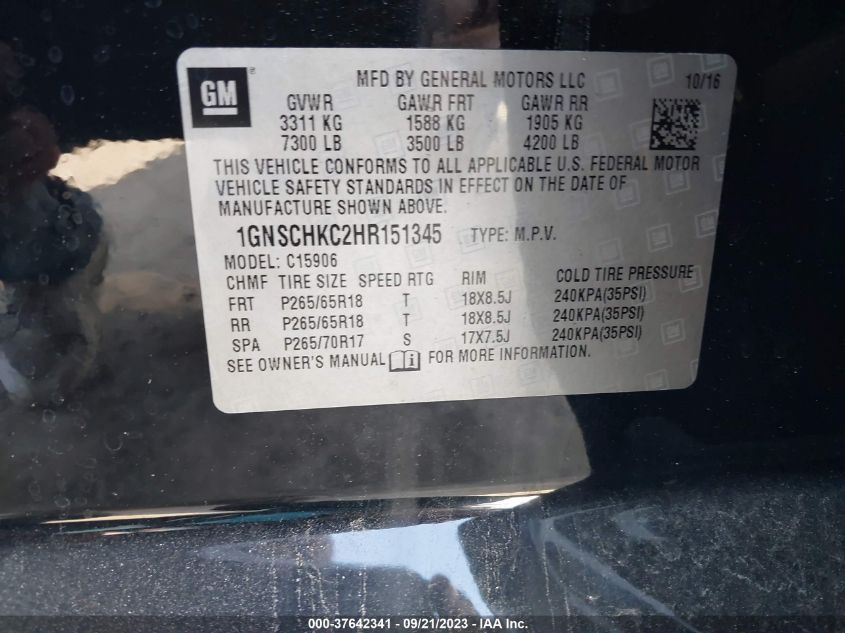 GM ® MFD BY GENERAL MOTORS LLC 10/16
GVWR GAWR FRT GAWR RR
3311 KG 1588 KG 1905 KG
7300 LB 3500 LB 4200 LB
THIS VEHICLE CONFORMS TO ALL APPLICABLE U.S. FEDERAL MOTOR
VEHICLE SAFETY STANDARDS IN EFFECT ON THE DATE OF
MANUFACTURE SHOWN ABOVE.
1GNSCHKC2HR151345 TYPE: M.P.V.
MODEL: C15906
CHMF TIRE SIZE SPEED RTG RIM COLD TIRE PRESSURE
FRT P265/65R18 T 18X8.5J 240KPA(35PSI)
RR P265/65R18 T 18X8.5J 240KPA(35PSI)
SPA P265/70R17 S 17X7.5J 240KPA(35PSI)
SEE OWNER'S MANUAL i FOR MORE INFORMATION.
000-37642341 - 09/21/2023 - IAA Inc.